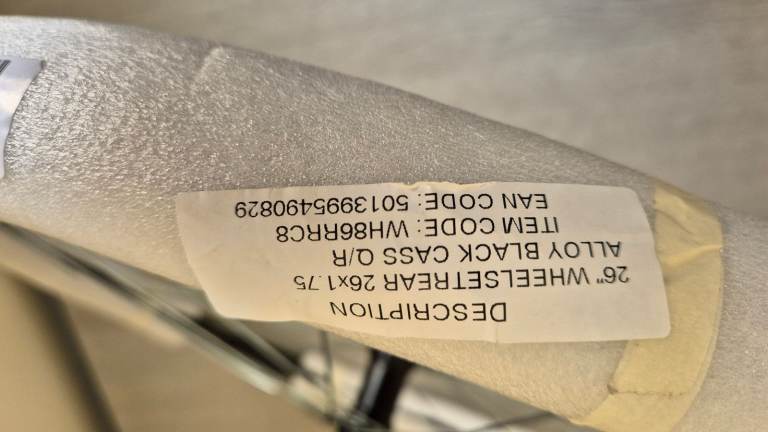 DESCRIPTION
26" WHEELSETREAR 26x1.75
ALLOY BLACK CASS Q/R
ITEM CODE: WH86RRC8
EAN CODE: 5013995490829